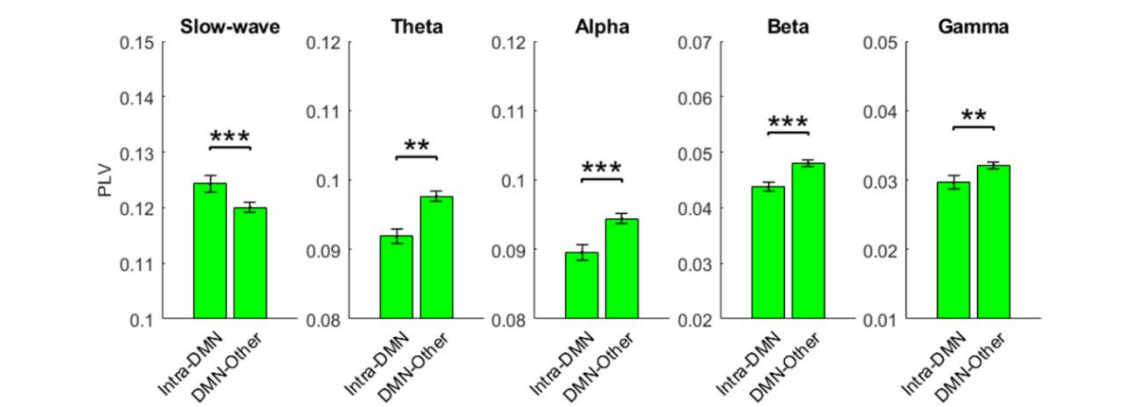 Slow-wave Theta Alpha Beta Gamma
0.15 0.12 0.12 0.07 0.05
0.14 0.11 0.11 0.06 0.04
0.13 0.1 0.1 0.05 0.03
0.12 0.09 0.09 0.04 0.02
0.11 0.08 0.08 0.03 0.01
0.1 0.02
PLV
*** ** *** *** **
Intra-DMN DMN-Other Intra-DMN DMN-Other Intra-DMN DMN-Other Intra-DMN DMN-Other Intra-DMN DMN-Other